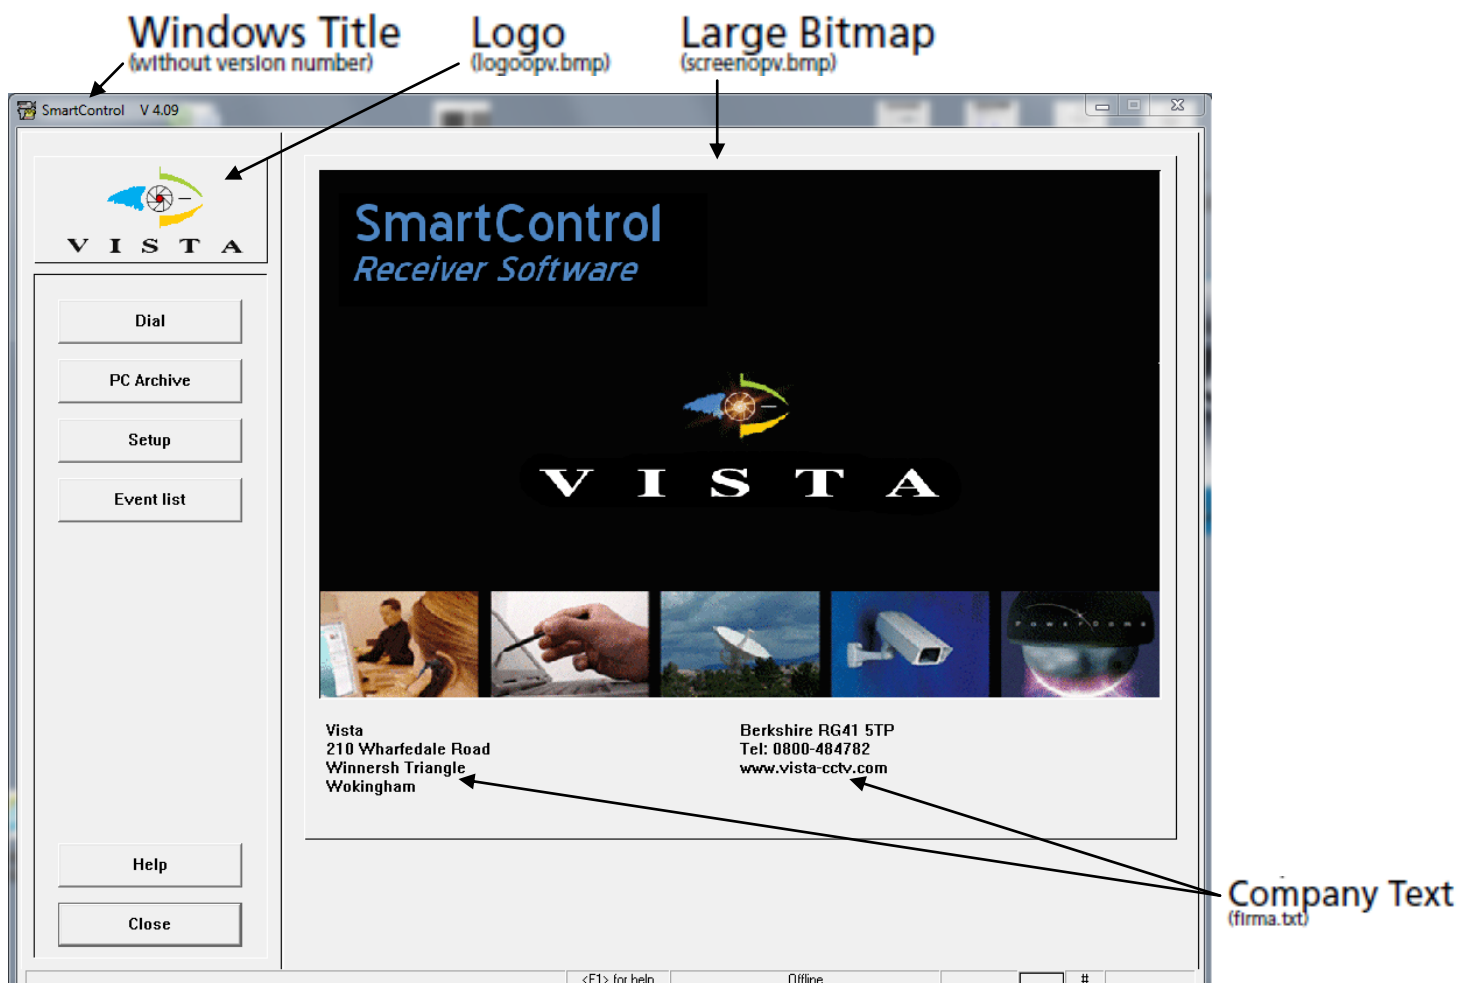 Windows Title
(without version number)
Logo
(logoopv.bmp)
Large Bitmap
(screenopv.bmp)
SmartControl V 4.09
VISTA
Dial
PC Archive
Setup
Event list
Help
Close
SmartControl
Receiver Software
VISTA
PowerDome
Vista
210 Wharfedale Road
Winnersh Triangle
Wokingham
Berkshire RG41 5TP
Tel: 0800-484782
www.vista-cctv.com
Company Text
(firma.txt)
<F1> for help
Offline
#